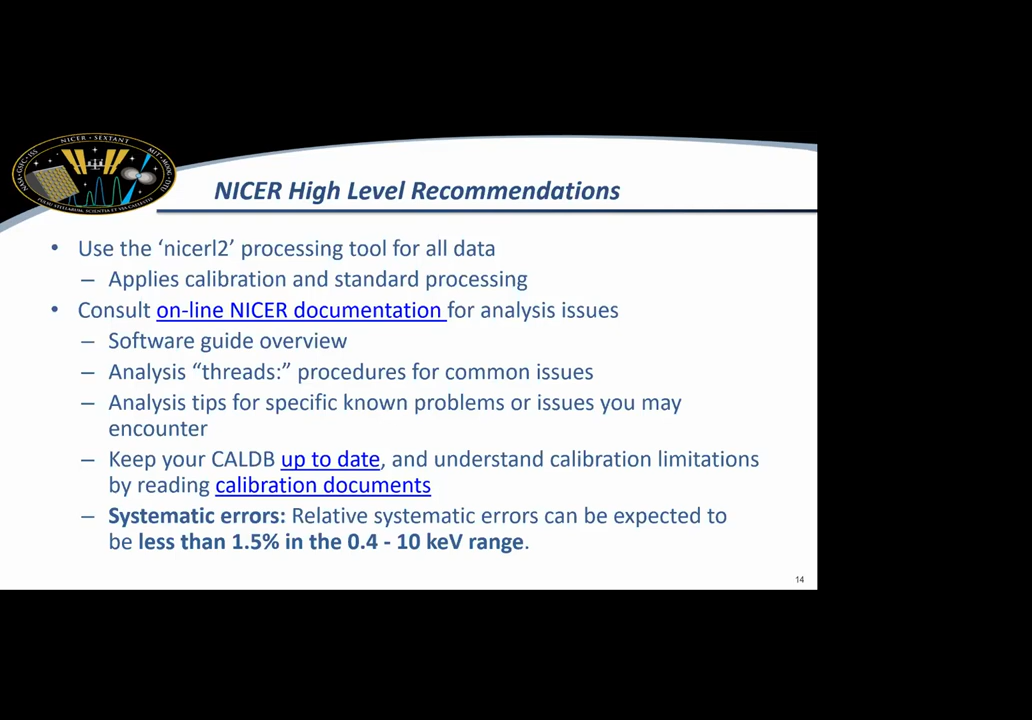 NICER • SEXTANT
NICER High Level Recommendations
• Use the ‘nicerl2’ processing tool for all data
– Applies calibration and standard processing
• Consult on-line NICER documentation for analysis issues
– Software guide overview
– Analysis “threads:” procedures for common issues
– Analysis tips for specific known problems or issues you may
encounter
– Keep your CALDB up to date, and understand calibration limitations
by reading calibration documents
– Systematic errors: Relative systematic errors can be expected to
be less than 1.5% in the 0.4 - 10 keV range.
14